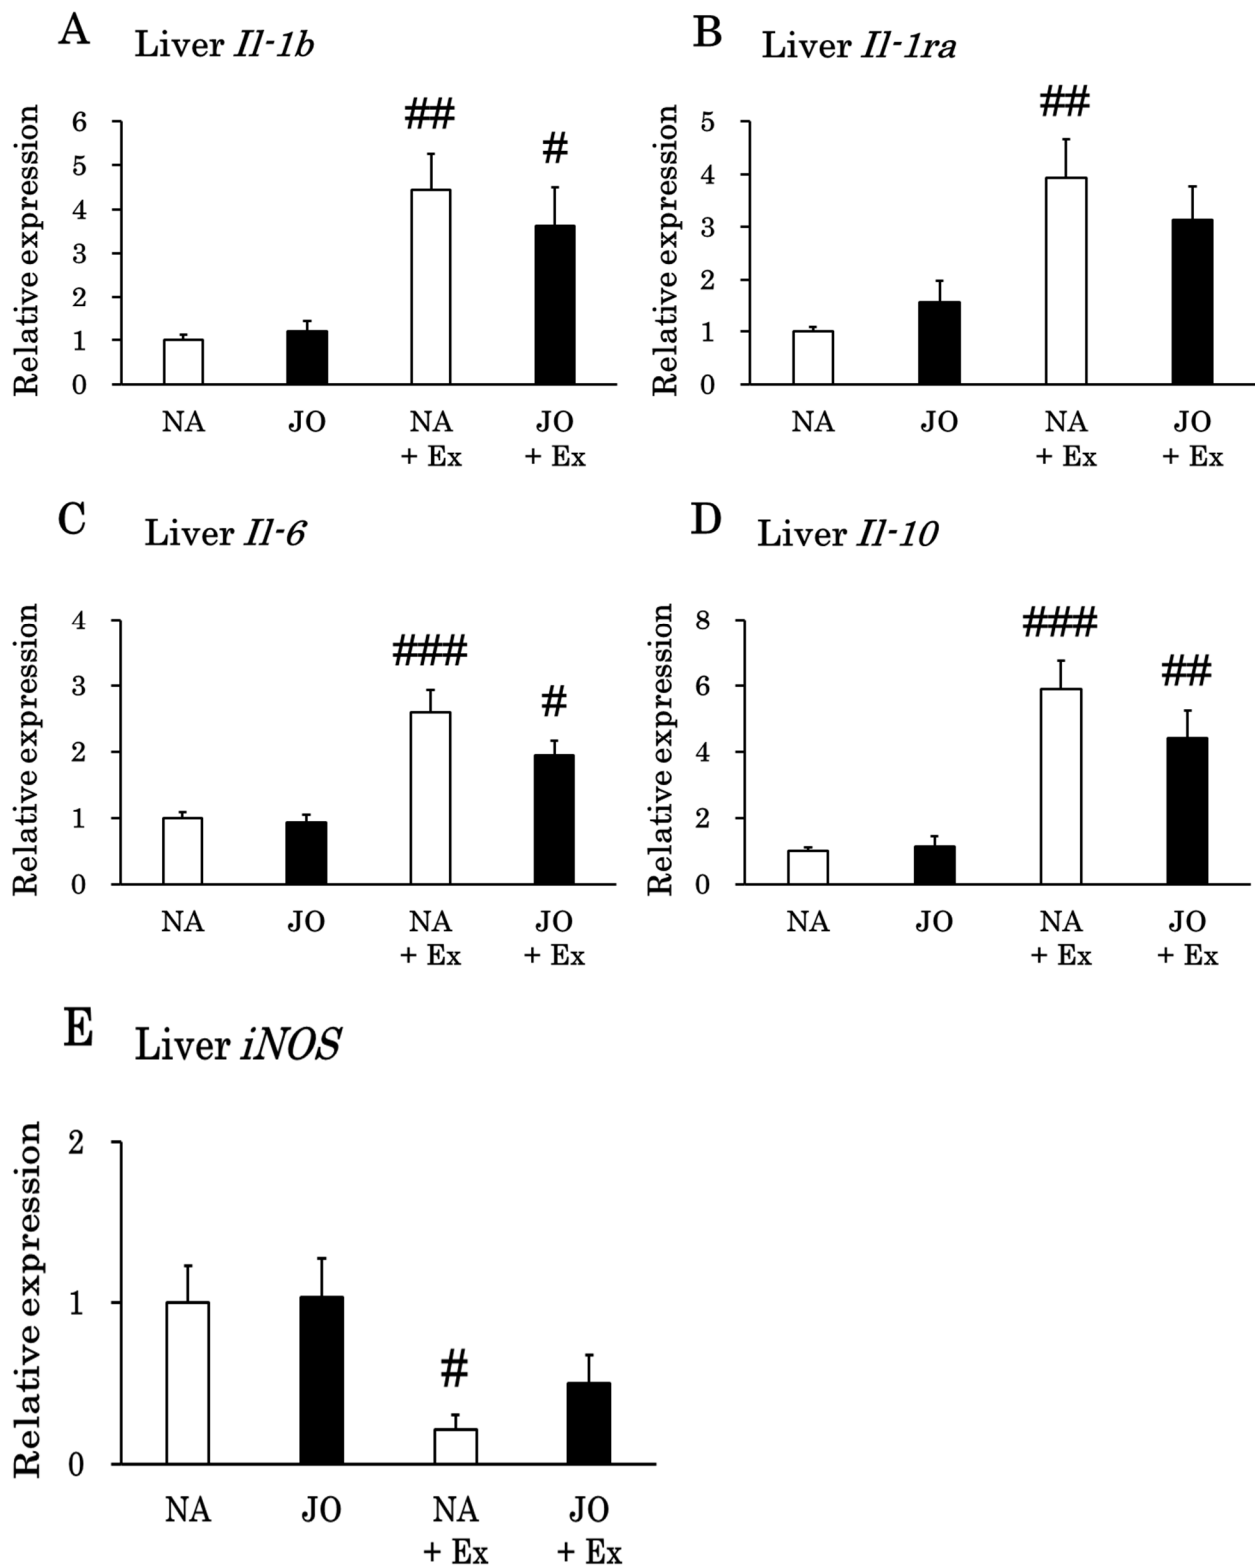 A Liver Il-1b
Relative expression
6
5
4
3
2
1
0
##
#
NA JO NA JO
+ Ex + Ex
B Liver Il-1ra
Relative expression
5
4
3
2
1
0
##
NA JO NA JO
+ Ex + Ex
C Liver Il-6
Relative expression
4
3
2
1
0
###
#
NA JO NA JO
+ Ex + Ex
D Liver Il-10
Relative expression
8
6
4
2
0
###
##
NA JO NA JO
+ Ex + Ex
E Liver iNOS
Relative expression
2
1
0
#
NA JO NA JO
+ Ex + Ex